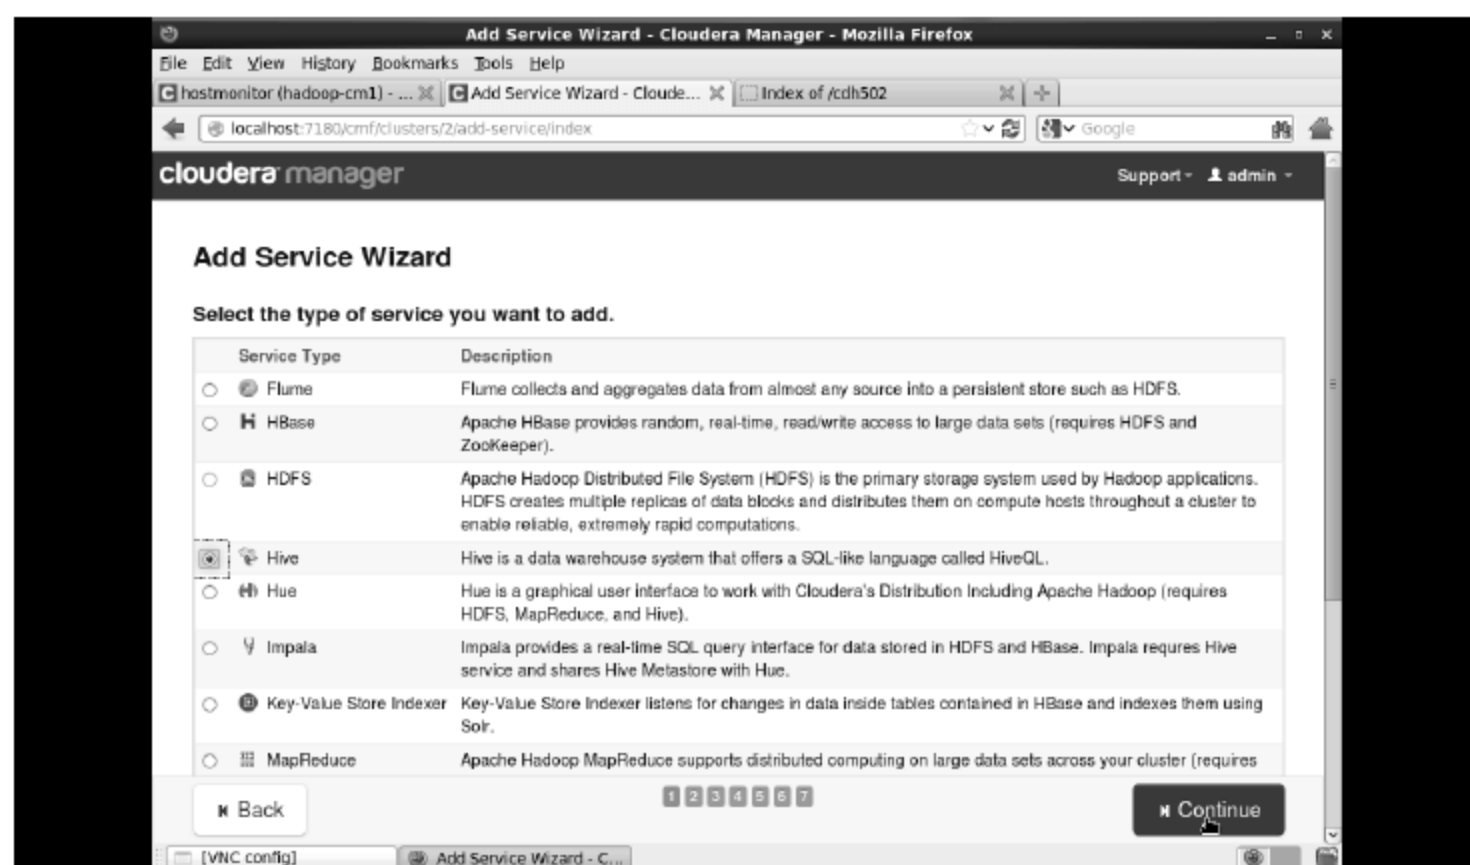 Add Service Wizard - Cloudera Manager - Mozilla Firefox
File Edit View History Bookmarks Tools Help
hostmonitor (hadoop-cm1) - ... Add Service Wizard - Cloude... Index of /cdh502
localhost:7180/cmf/clusters/2/add-service/index Google
cloudera manager Support admin
Add Service Wizard
Select the type of service you want to add.
Service Type Description
Flume Flume collects and aggregates data from almost any source into a persistent store such as HDFS.
HBase Apache HBase provides random, real-time, read/write access to large data sets (requires HDFS and
ZooKeeper).
HDFS Apache Hadoop Distributed File System (HDFS) is the primary storage system used by Hadoop applications.
HDFS creates multiple replicas of data blocks and distributes them on compute hosts throughout a cluster to
enable reliable, extremely rapid computations.
Hive Hive is a data warehouse system that offers a SQL-like language called HiveQL.
Hue Hue is a graphical user interface to work with Cloudera's Distribution Including Apache Hadoop (requires
HDFS, MapReduce, and Hive).
Impala Impala provides a real-time SQL query interface for data stored in HDFS and HBase. Impala requres Hive
service and shares Hive Metastore with Hue.
Key-Value Store Indexer Key-Value Store Indexer listens for changes in data inside tables contained in HBase and indexes them using
Solr.
MapReduce Apache Hadoop MapReduce supports distributed computing on large data sets across your cluster (requires
Back 1 2 3 4 5 6 7 Continue
[VNC config] Add Service Wizard - C...